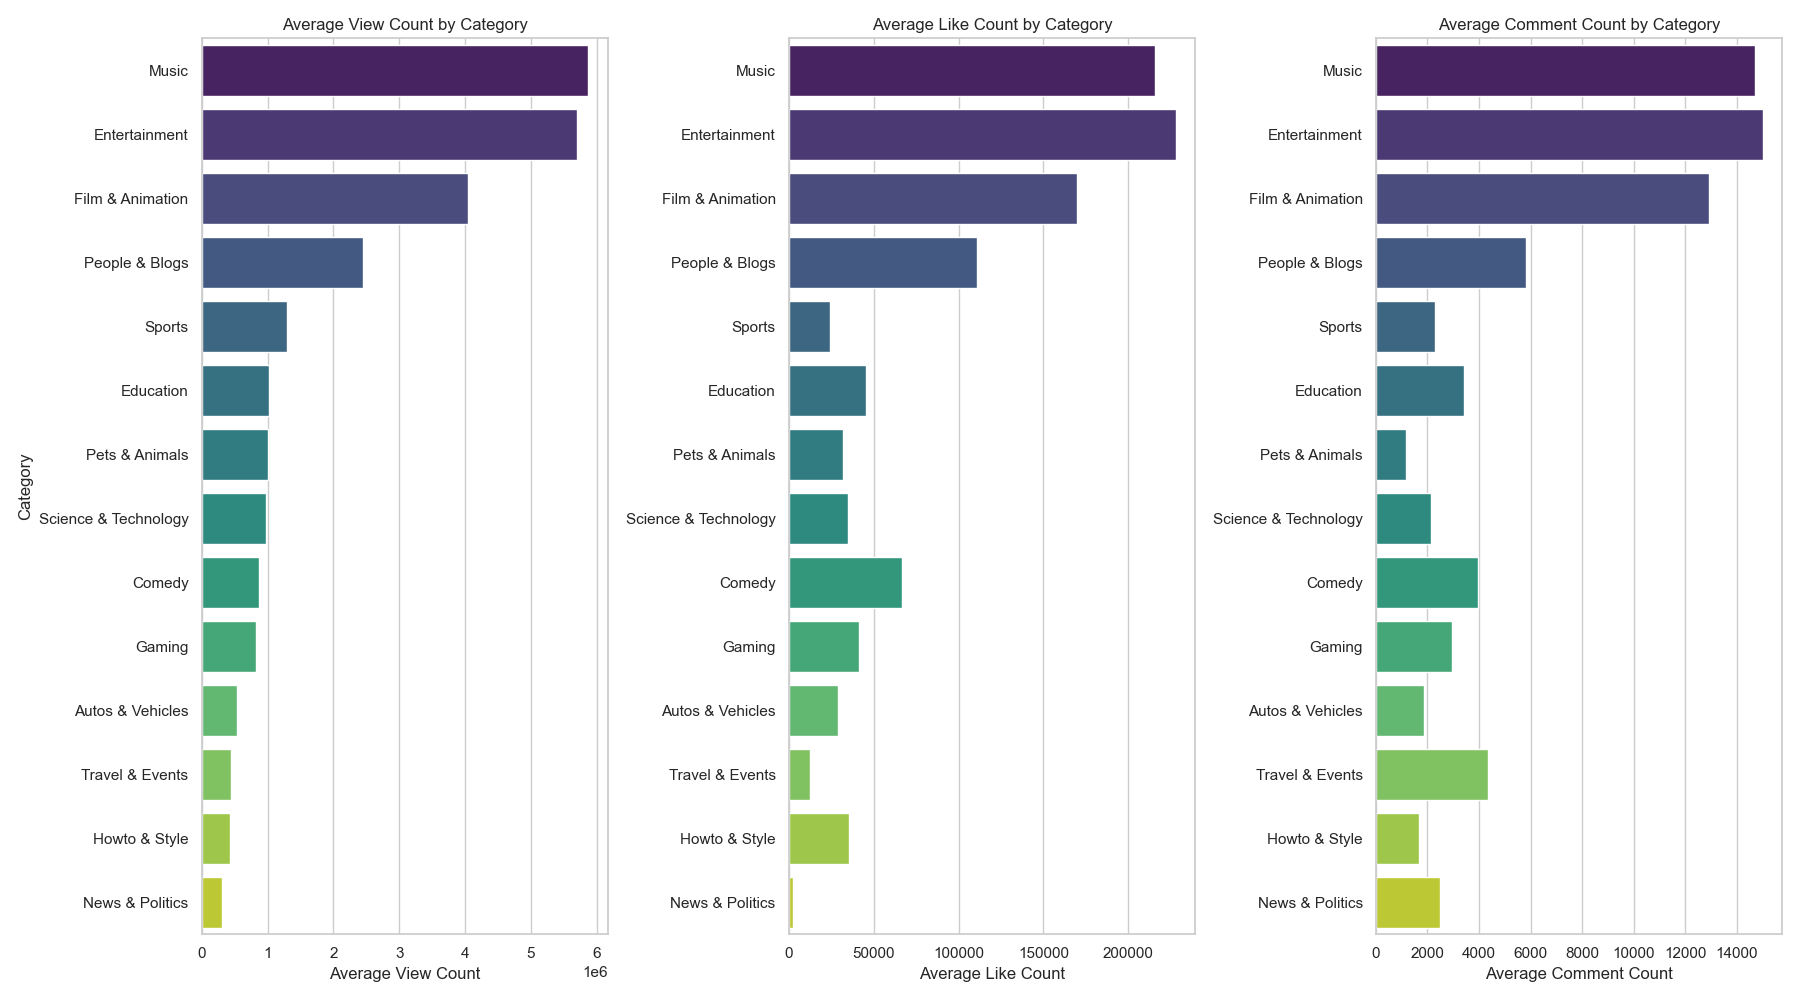 Average View Count by Category
Category
Music
Entertainment
Film & Animation
People & Blogs
Sports
Education
Pets & Animals
Science & Technology
Comedy
Gaming
Autos & Vehicles
Travel & Events
Howto & Style
News & Politics
0 1 2 3 4 5 6
1e6
Average View Count
Average Like Count by Category
Music
Entertainment
Film & Animation
People & Blogs
Sports
Education
Pets & Animals
Science & Technology
Comedy
Gaming
Autos & Vehicles
Travel & Events
Howto & Style
News & Politics
0 50000 100000 150000 200000
Average Like Count
Average Comment Count by Category
Music
Entertainment
Film & Animation
People & Blogs
Sports
Education
Pets & Animals
Science & Technology
Comedy
Gaming
Autos & Vehicles
Travel & Events
Howto & Style
News & Politics
0 2000 4000 6000 8000 10000 12000 14000
Average Comment Count